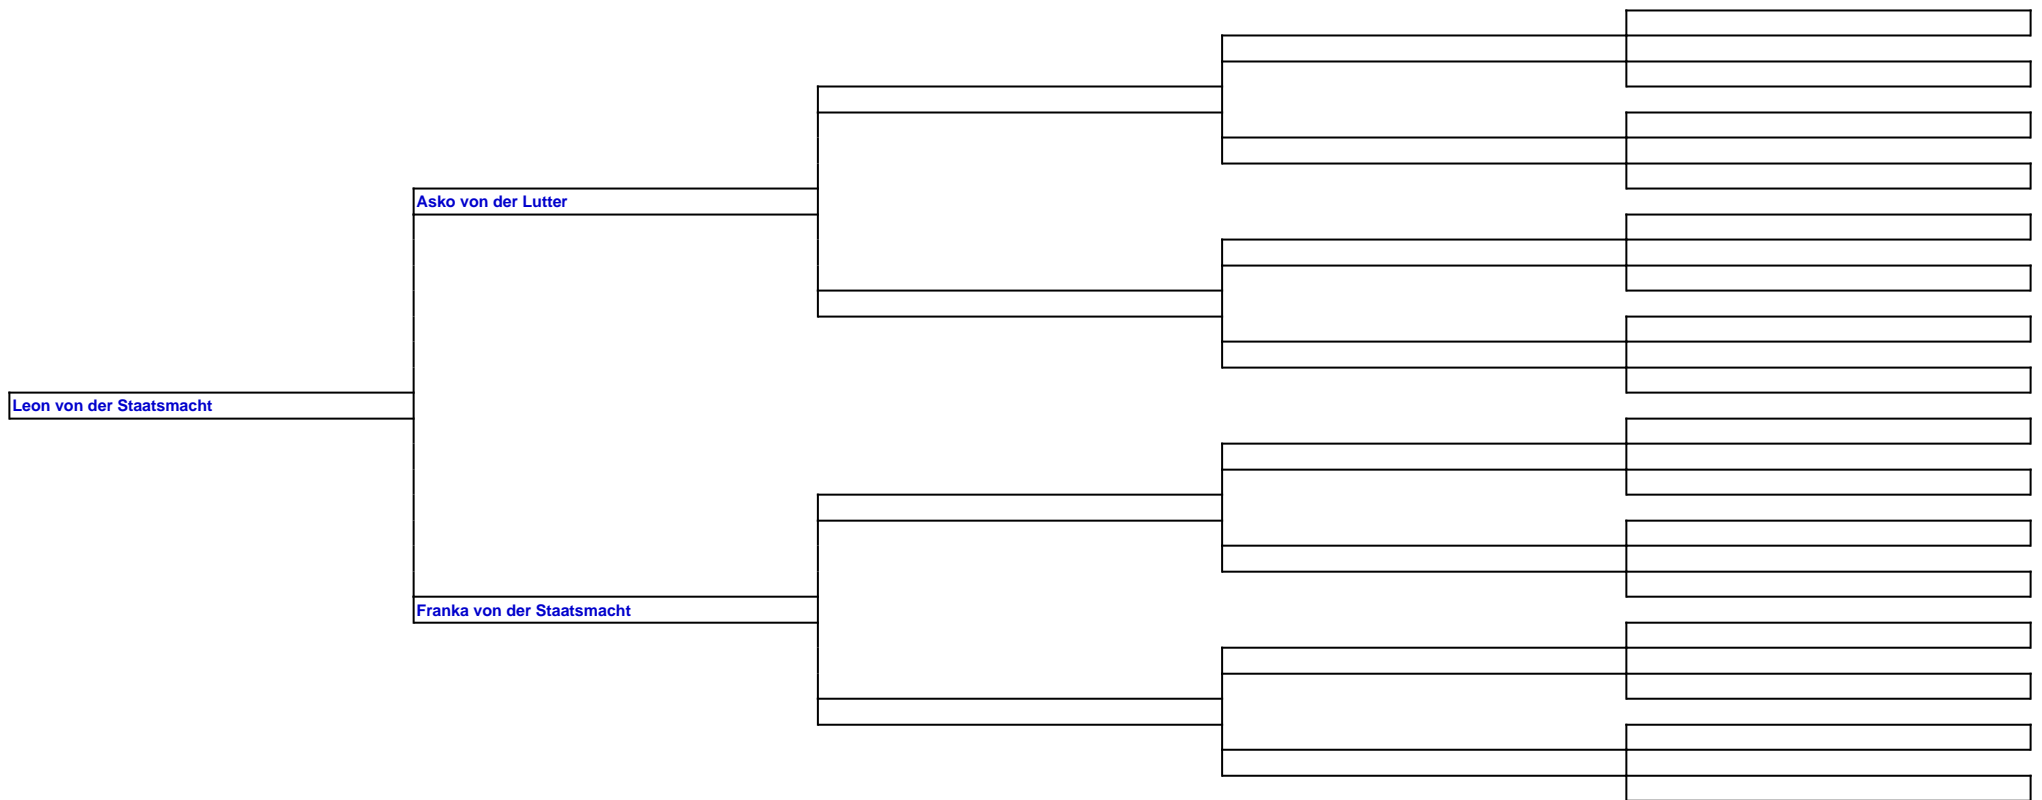 Asko von der Lutter
Leon von der Staatsmacht
Franka von der Staatsmacht